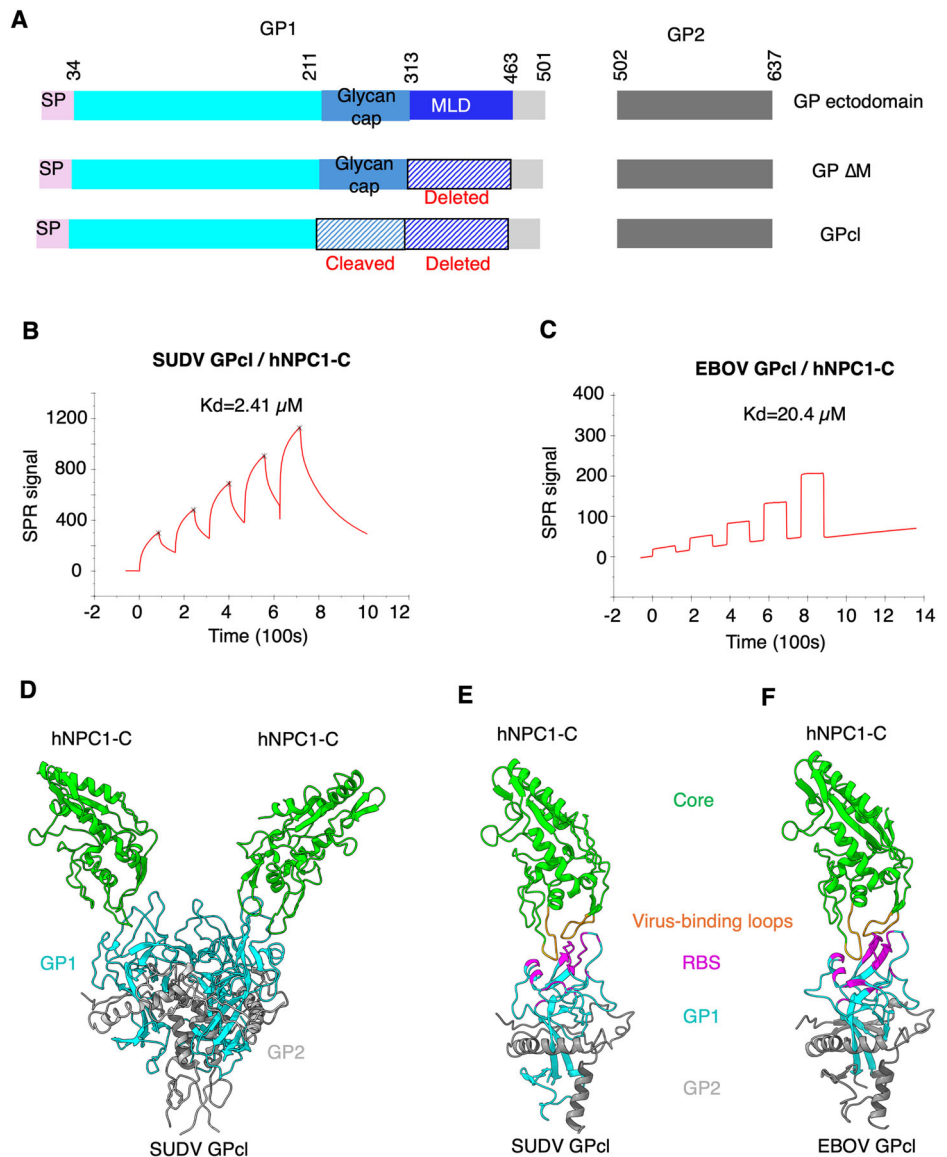 A
GP1
GP2
34
211
313
463
501
502
637
SP
Glycan
cap
MLD
GP ectodomain
SP
Glycan
cap
Deleted
GP ΔM
SP
Cleaved
Deleted
GPcl
B
SUDV GPcl / hNPC1-C
Kd=2.41 µM
SPR signal
1200
800
400
0
-2 0 2 4 6 8 10 12
Time (100s)
C
EBOV GPcl / hNPC1-C
Kd=20.4 µM
SPR signal
400
300
200
100
0
-2 0 2 4 6 8 10 12 14
Time (100s)
D
hNPC1-C
hNPC1-C
GP1
GP2
SUDV GPcl
E
hNPC1-C
SUDV GPcl
Core
Virus-binding loops
RBS
GP1
GP2
F
hNPC1-C
EBOV GPcl